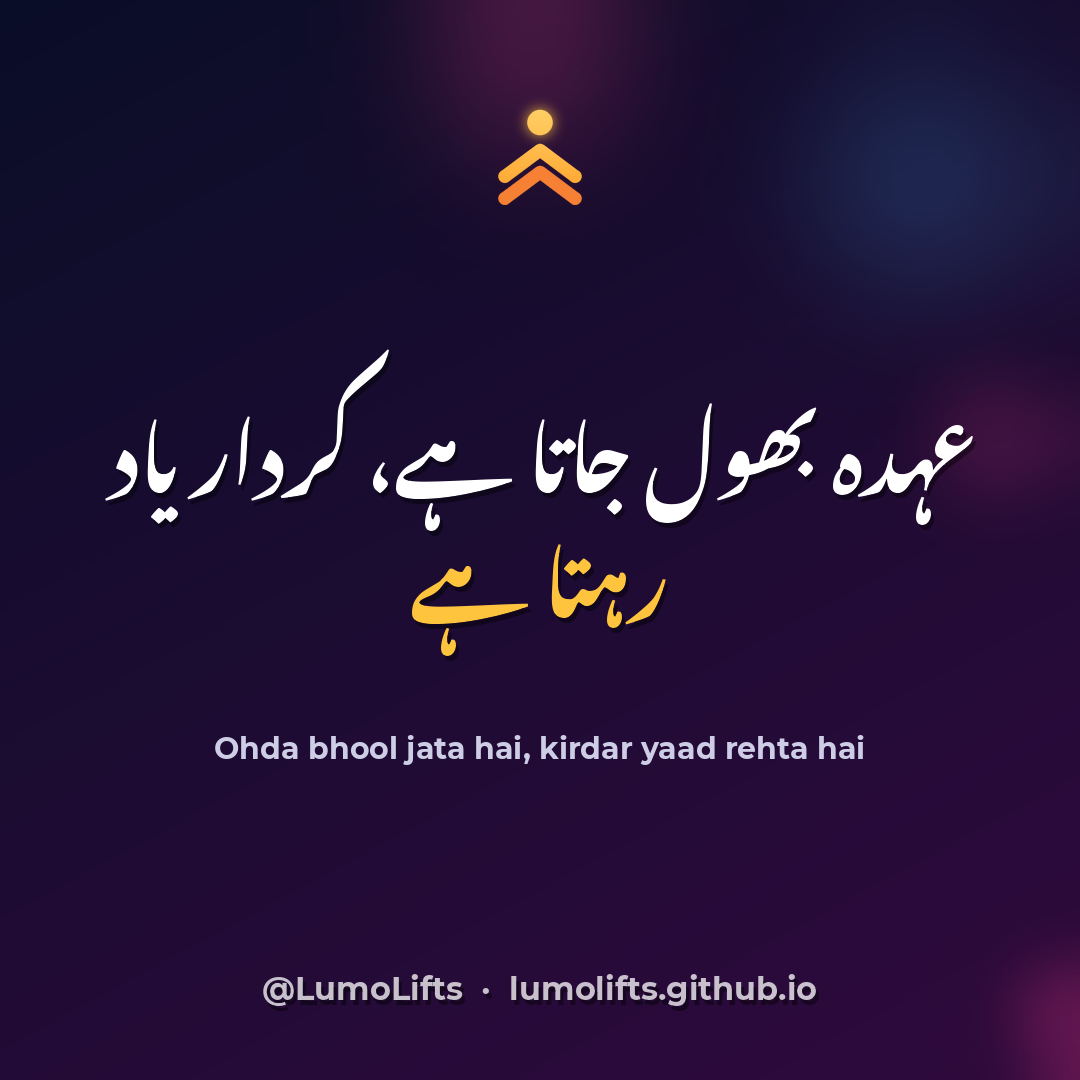 عہدہ بھول جاتا ہے، کردار یاد
رہتا ہے
Ohda bhool jata hai, kirdar yaad rehta hai
@LumoLifts · lumolifts.github.io